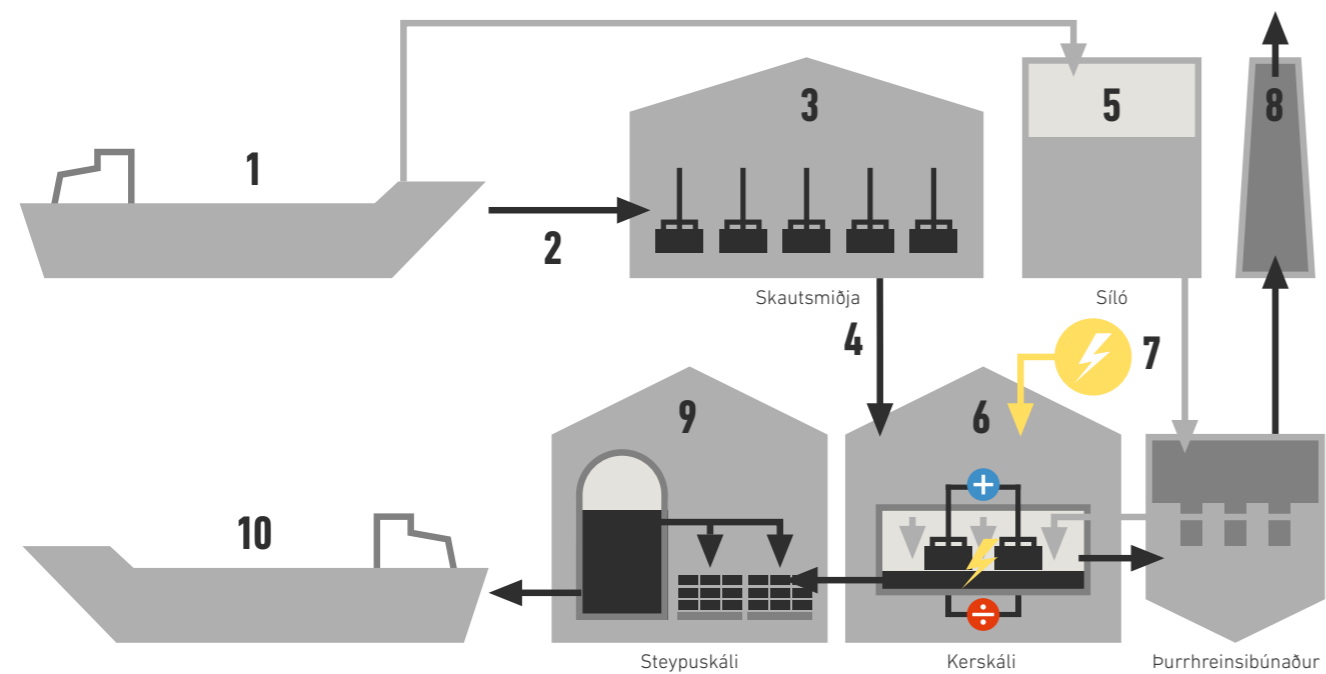 1
2
3
Skautsmiðja
4
5
Síló
6
7
8
9
Steypuskáli
Kerskáli
Þurrhreinsibúnaður
10
+
÷